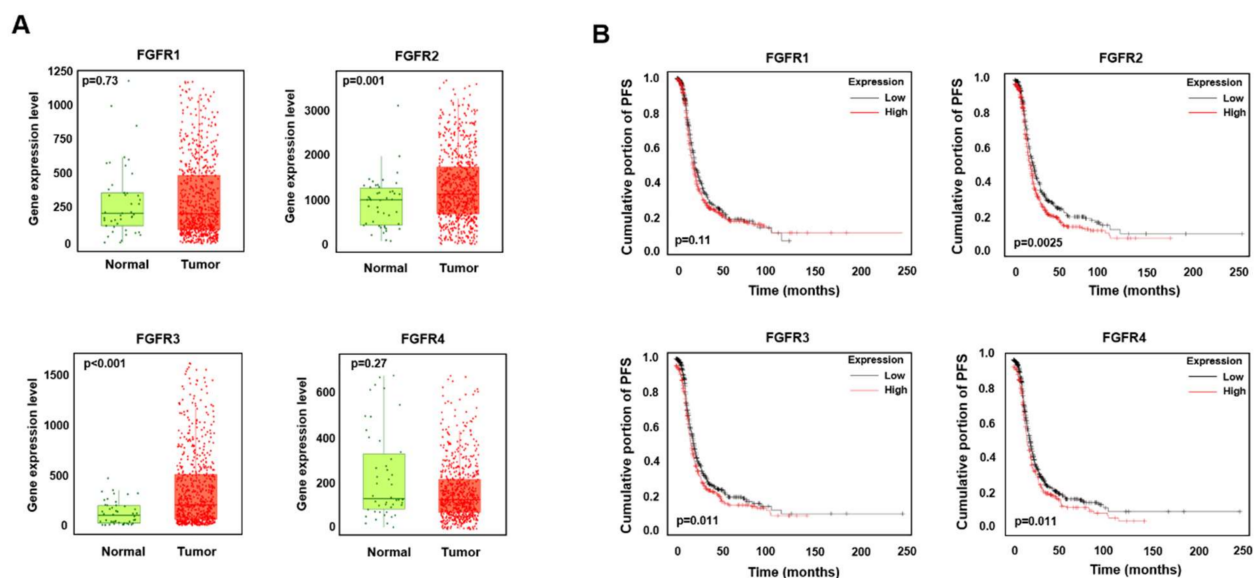 A
FGFR1
p=0.73
Gene expression level
1250
1000
750
500
250
0
Normal Tumor
FGFR2
p=0.001
3000
2000
1000
0
Normal Tumor
FGFR3
p<0.001
Gene expression level
1500
1000
500
0
Normal Tumor
FGFR4
p=0.27
Gene expression level
600
400
200
0
Normal Tumor
B
FGFR1
Cumulative portion of PFS
1.0
0.8
0.6
0.4
0.2
0.0
Expression
Low
High
p=0.11
0 50 100 150 200 250
Time (months)
FGFR2
Cumulative portion of PFS
1.0
0.8
0.6
0.4
0.2
0.0
Expression
Low
High
p=0.0025
0 50 100 150 200 250
Time (months)
FGFR3
Cumulative portion of PFS
1.0
0.8
0.6
0.4
0.2
0.0
Expression
Low
High
p=0.011
0 50 100 150 200 250
Time (months)
FGFR4
Cumulative portion of PFS
1.0
0.8
0.6
0.4
0.2
0.0
Expression
Low
High
p=0.011
0 50 100 150 200 250
Time (months)